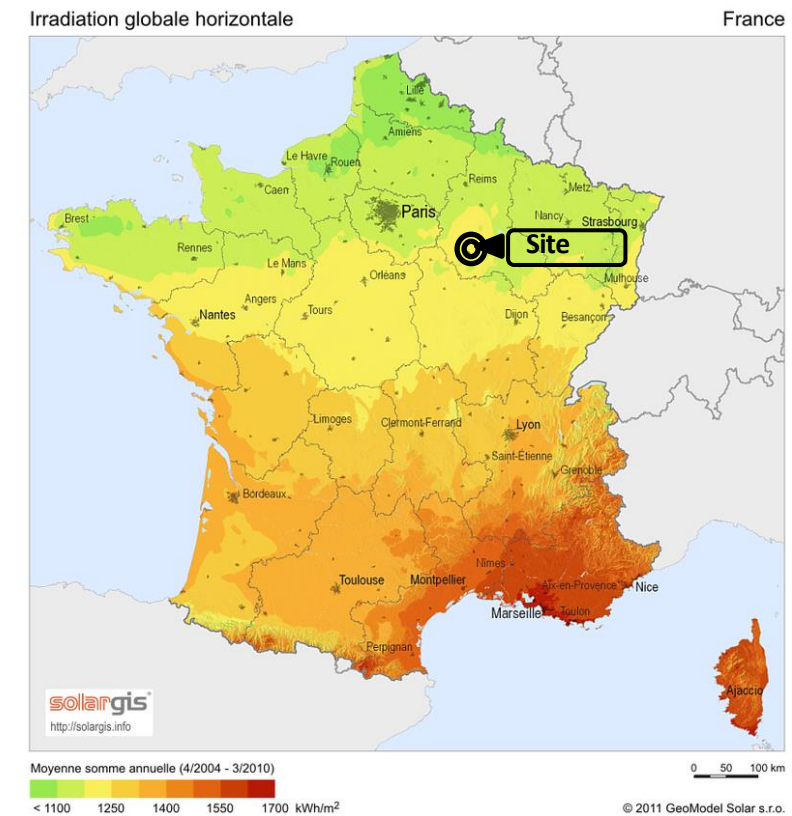 Irradiation globale horizontale France
Lille
Amiens
Le Havre
Rouen
Caen
Reims
Metz
Paris
Nancy
Strasbourg
Brest
Site
Rennes
Le Mans
Orléans
Mulhouse
Angers
Tours
Nantes
Dijon
Besançon
Limoges
Clermont-Ferrand
Lyon
Saint-Étienne
Grenoble
Bordeaux
Nîmes
Toulouse
Montpellier
Aix-en-Provence
Nice
Marseille
Toulon
Perpignan
Ajaccio
solargis
http://solargis.info
Moyenne somme annuelle (4/2004 - 3/2010)
0 50 100 km
< 1100 1250 1400 1550 1700 kWh/m²
© 2011 GeoModel Solar s.r.o.